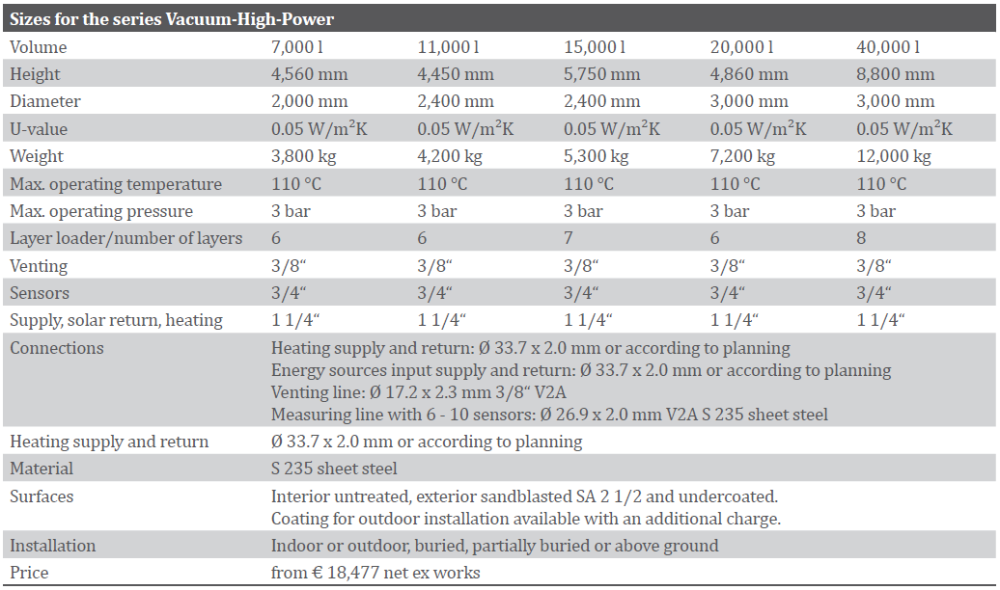 Sizes for the series Vacuum-High-Power
Volume 7,000 l 11,000 l 15,000 l 20,000 l 40,000 l
Height 4,560 mm 4,450 mm 5,750 mm 4,860 mm 8,800 mm
Diameter 2,000 mm 2,400 mm 2,400 mm 3,000 mm 3,000 mm
U-value 0.05 W/m²K 0.05 W/m²K 0.05 W/m²K 0.05 W/m²K 0.05 W/m²K
Weight 3,800 kg 4,200 kg 5,300 kg 7,200 kg 12,000 kg
Max. operating temperature 110 °C 110 °C 110 °C 110 °C 110 °C
Max. operating pressure 3 bar 3 bar 3 bar 3 bar 3 bar
Layer loader/number of layers 6 6 7 6 8
Venting 3/8“ 3/8“ 3/8“ 3/8“ 3/8“
Sensors 3/4“ 3/4“ 3/4“ 3/4“ 3/4“
Supply, solar return, heating 1 1/4“ 1 1/4“ 1 1/4“ 1 1/4“ 1 1/4“
Connections Heating supply and return: Ø 33.7 x 2.0 mm or according to planning
Energy sources input supply and return: Ø 33.7 x 2.0 mm or according to planning
Venting line: Ø 17.2 x 2.3 mm 3/8“ V2A
Measuring line with 6 - 10 sensors: Ø 26.9 x 2.0 mm V2A S 235 sheet steel
Heating supply and return Ø 33.7 x 2.0 mm or according to planning
Material S 235 sheet steel
Surfaces Interior untreated, exterior sandblasted SA 2 1/2 and undercoated.
Coating for outdoor installation available with an additional charge.
Installation Indoor or outdoor, buried, partially buried or above ground
Price from € 18,477 net ex works